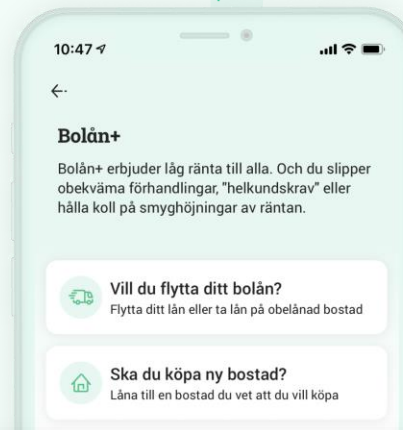 10:47
Bolån+
Bolån+ erbjuder låg ränta till alla. Och du slipper
obekväma förhandlingar, "helkundskrav" eller
hålla koll på smyghöjningar av räntan.
Vill du flytta ditt bolån?
Flytta ditt lån eller ta lån på obelånad bostad
Ska du köpa ny bostad?
Låna till en bostad du vet att du vill köpa